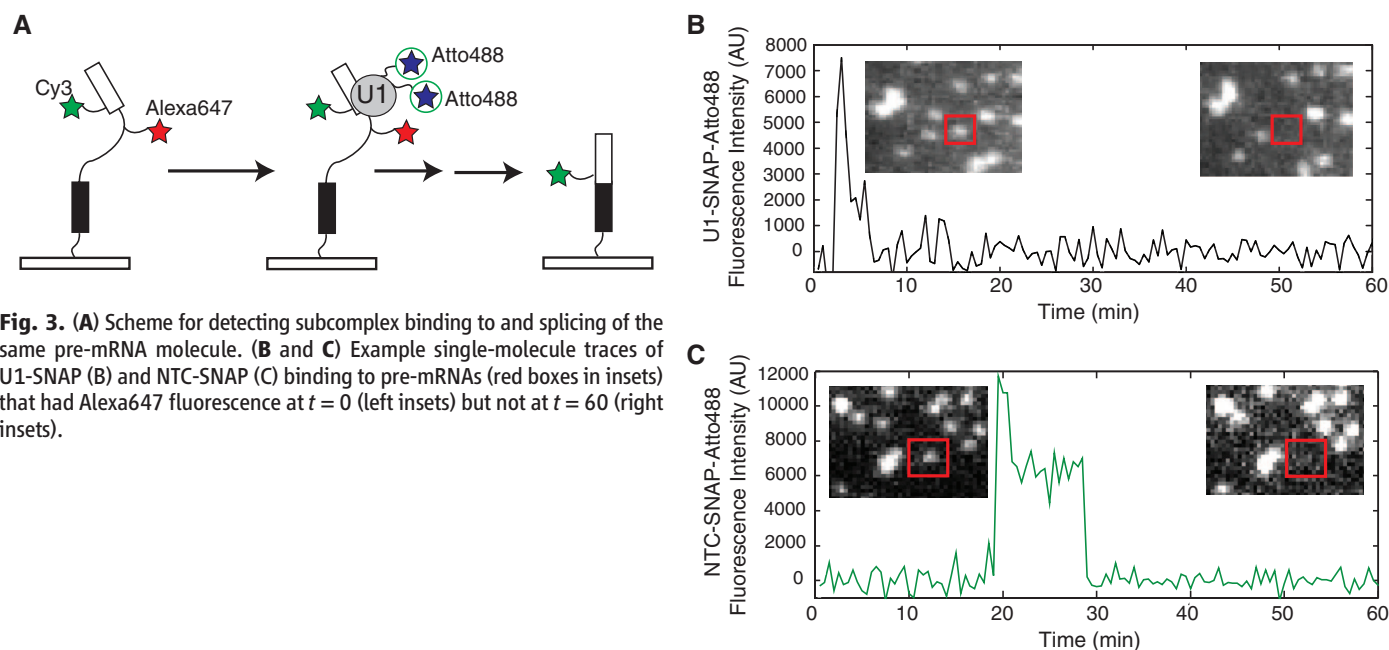 A
Cy3
Alexa647
U1
Atto488
Atto488
Fig. 3. (A) Scheme for detecting subcomplex binding to and splicing of the
same pre-mRNA molecule. (B and C) Example single-molecule traces of
U1-SNAP (B) and NTC-SNAP (C) binding to pre-mRNAs (red boxes in insets)
that had Alexa647 fluorescence at t = 0 (left insets) but not at t = 60 (right
insets).
B
U1-SNAP-Atto488
Fluorescence Intensity (AU)
8000
7000
6000
5000
4000
3000
2000
1000
0
0 10 20 30 40 50 60
Time (min)
C
NTC-SNAP-Atto488
Fluorescence Intensity (AU)
12000
10000
8000
6000
4000
2000
0
0 10 20 30 40 50 60
Time (min)